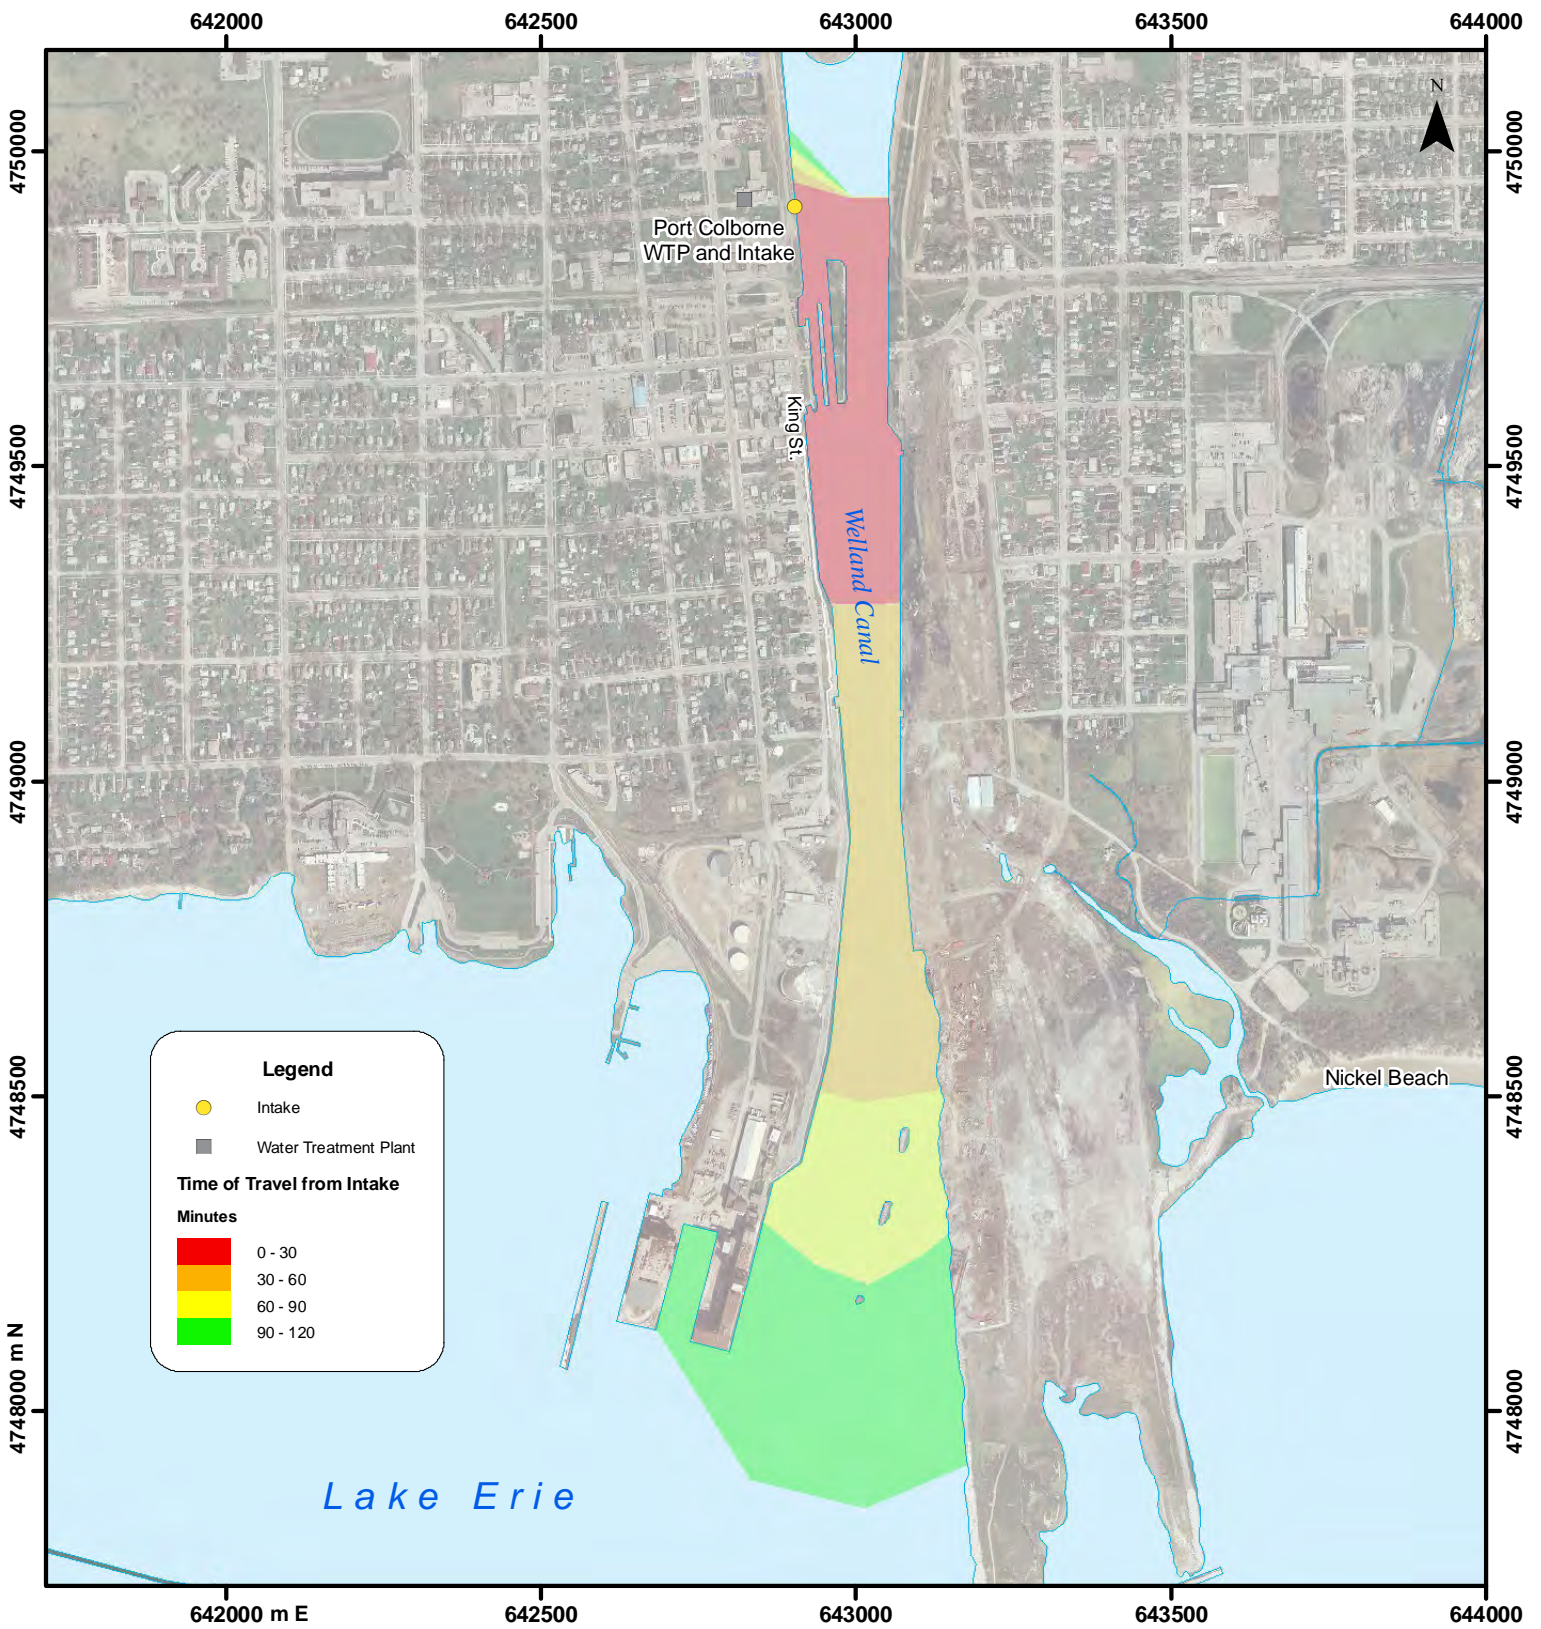 642000
642500
643000
643500
644000
N
4750000
4750000
Port Colborne
WTP and Intake
King St.
4749500
4749500
Welland Canal
4749000
4749000
Nickel Beach
4748500
4748500
Legend
Intake
Water Treatment Plant
Time of Travel from Intake
Minutes
0 - 30
30 - 60
60 - 90
90 - 120
4748000 m N
4748000
Lake Erie
642000 m E
642500
643000
643500
644000